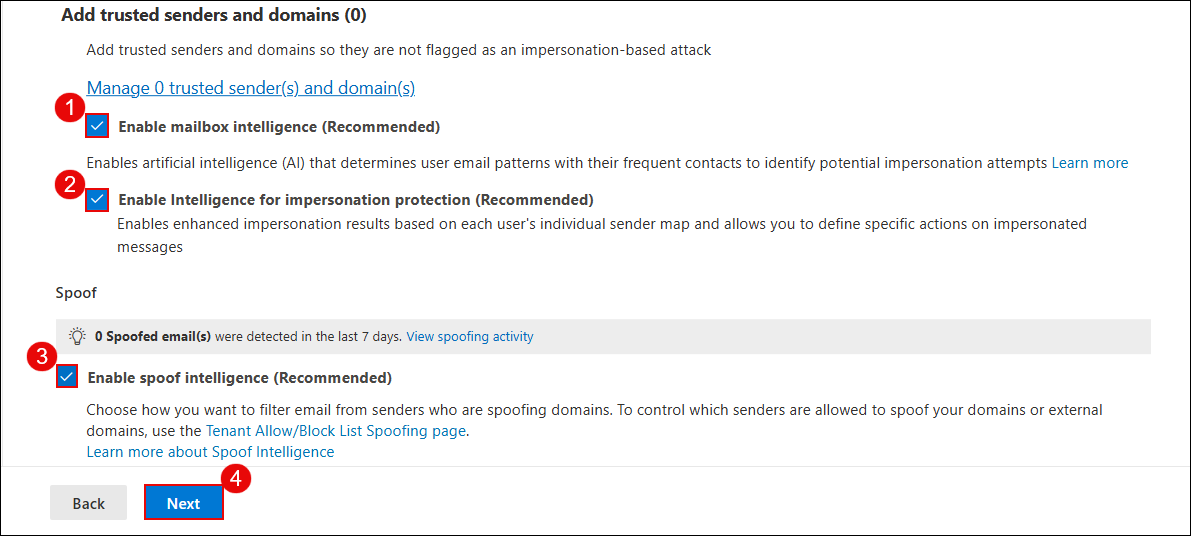 Add trusted senders and domains (0)
Add trusted senders and domains so they are not flagged as an impersonation-based attack
Manage 0 trusted sender(s) and domain(s)
1
Enable mailbox intelligence (Recommended)
Enables artificial intelligence (AI) that determines user email patterns with their frequent contacts to identify potential impersonation attempts Learn more
2
Enable Intelligence for impersonation protection (Recommended)
Enables enhanced impersonation results based on each user's individual sender map and allows you to define specific actions on impersonated
messages
Spoof
0 Spoofed email(s) were detected in the last 7 days. View spoofing activity
3
Enable spoof intelligence (Recommended)
Choose how you want to filter email from senders who are spoofing domains. To control which senders are allowed to spoof your domains or external
domains, use the Tenant Allow/Block List Spoofing page.
Learn more about Spoof Intelligence
4
Back
Next